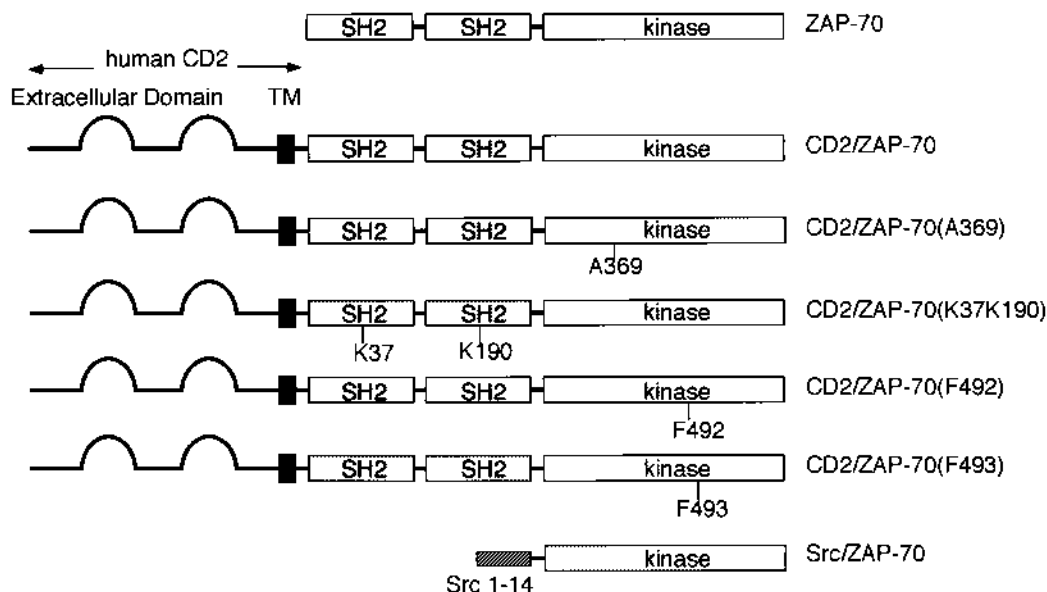 SH2 SH2 kinase ZAP-70
human CD2
Extracellular Domain TM
SH2 SH2 kinase CD2/ZAP-70
SH2 SH2 kinase CD2/ZAP-70(A369)
A369
SH2 SH2 kinase CD2/ZAP-70(K37K190)
K37 K190
SH2 SH2 kinase CD2/ZAP-70(F492)
F492
SH2 SH2 kinase CD2/ZAP-70(F493)
F493
kinase Src/ZAP-70
Src 1-14